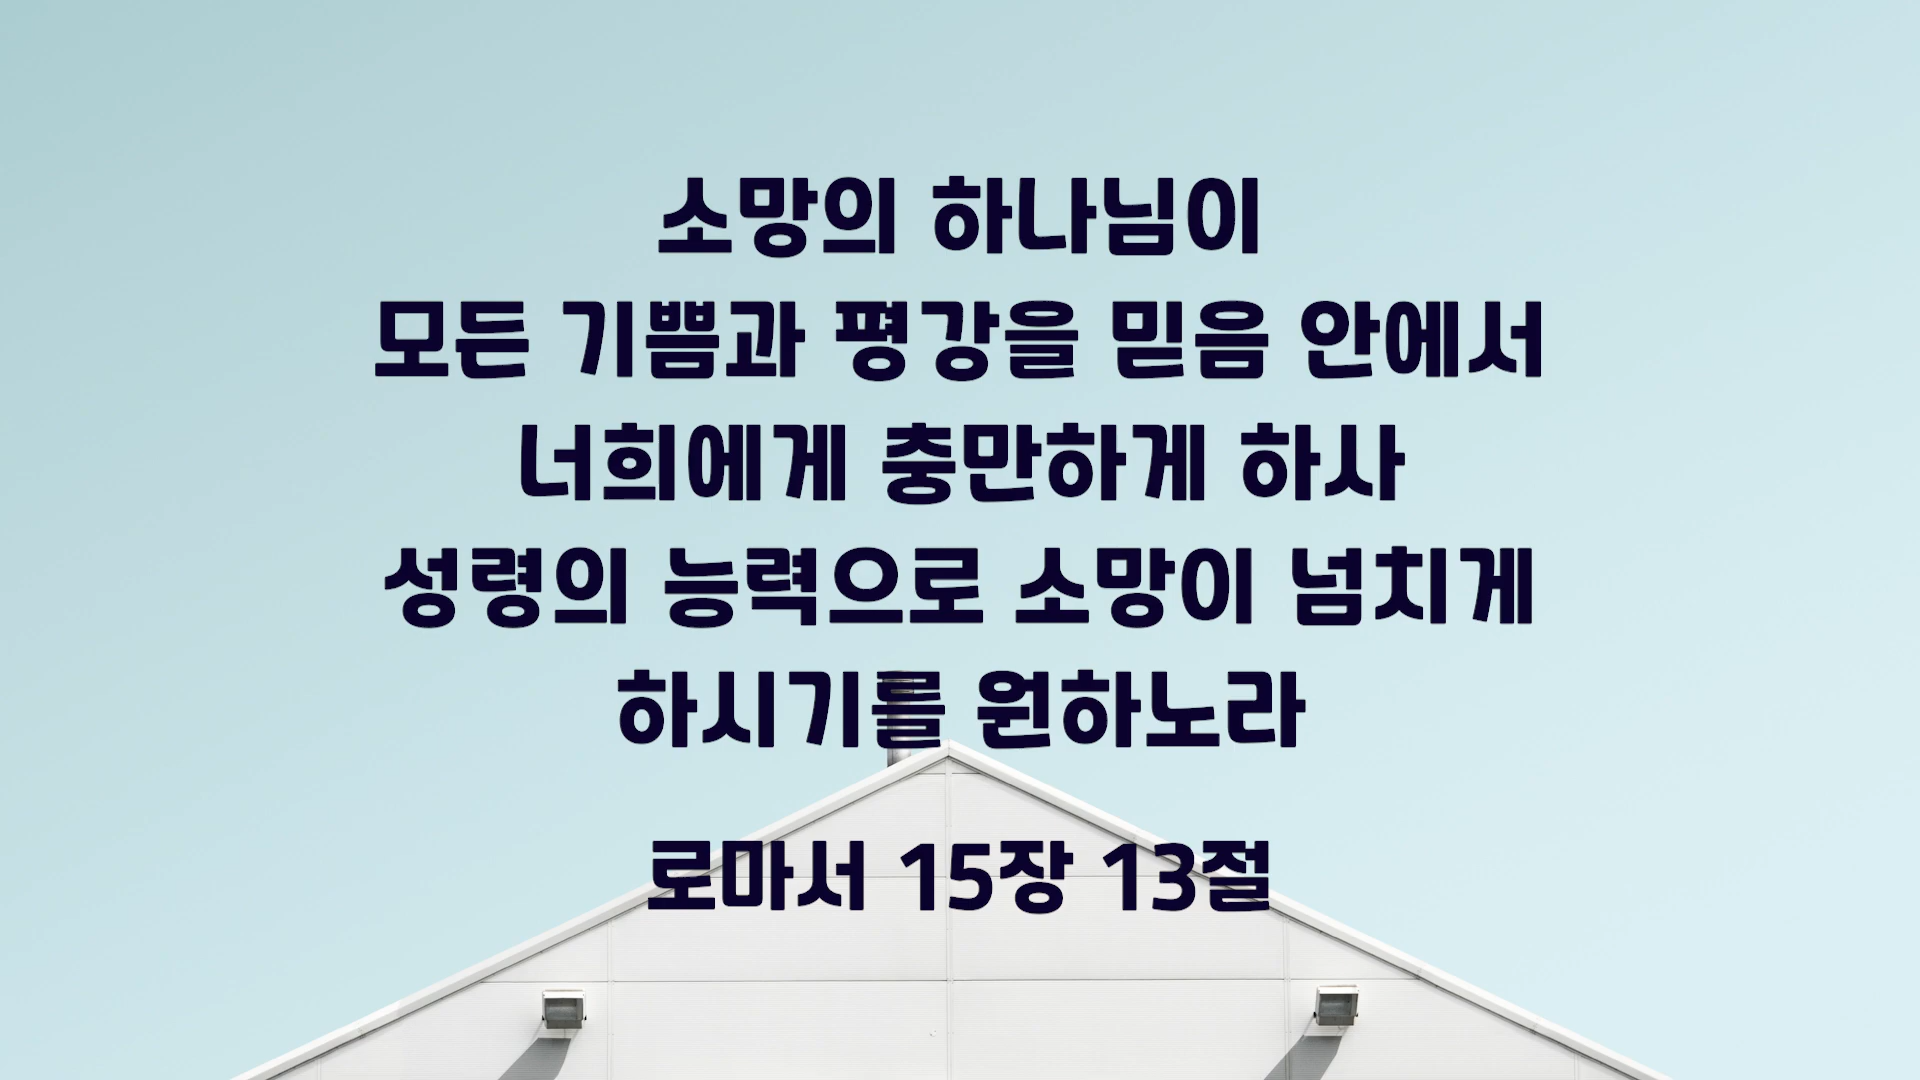 소망의 하나님이
모든 기쁨과 평강을 믿음 안에서
너희에게 충만하게 하사
성령의 능력으로 소망이 넘치게
하시기를 원하노라
로마서 15장 13절